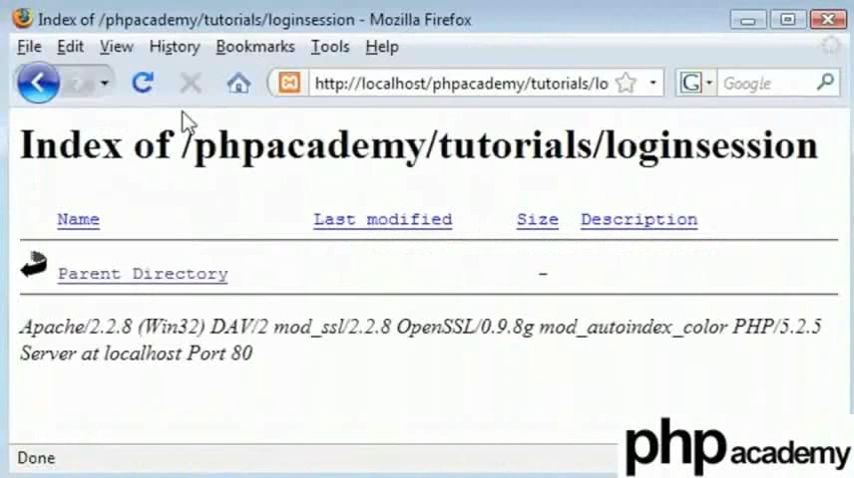 Index of /phpacademy/tutorials/loginsession - Mozilla Firefox
File Edit View History Bookmarks Tools Help
http://localhost/phpacademy/tutorials/lo G Google
Index of /phpacademy/tutorials/loginsession
Name Last modified Size Description
Parent Directory -
Apache/2.2.8 (Win32) DAV/2 mod_ssl/2.2.8 OpenSSL/0.9.8g mod_autoindex_color PHP/5.2.5
Server at localhost Port 80
Done
php academy